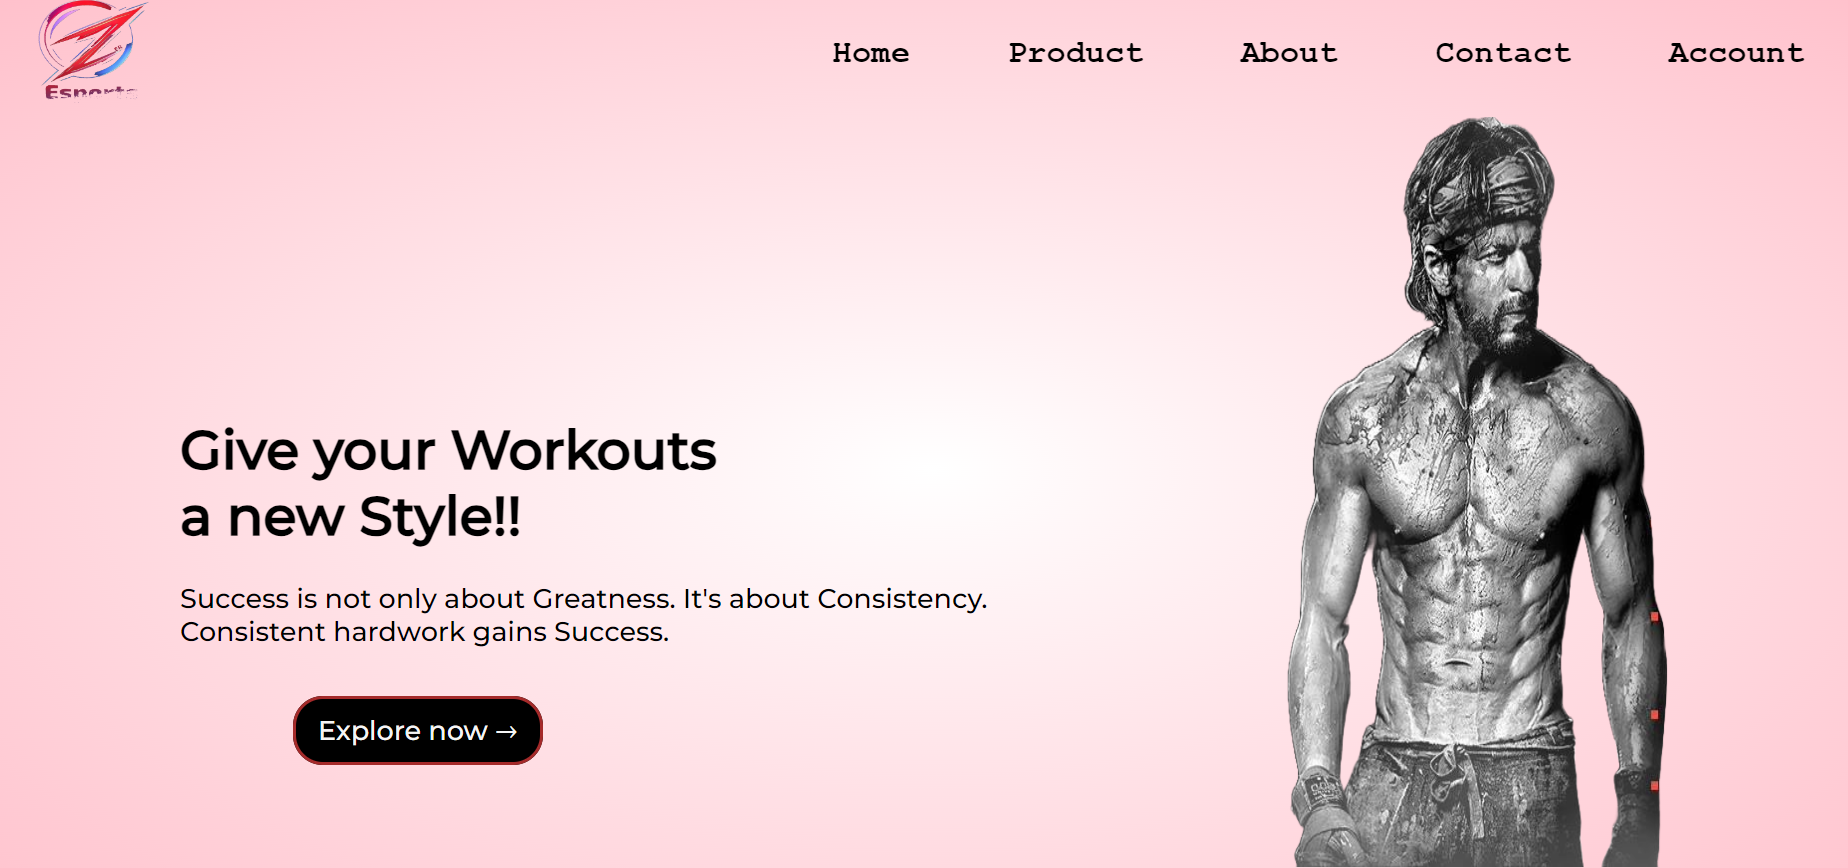 Esports
Home Product About Contact Account
Give your Workouts
a new Style!!
Success is not only about Greatness. It's about Consistency.
Consistent hardwork gains Success.
Explore now →